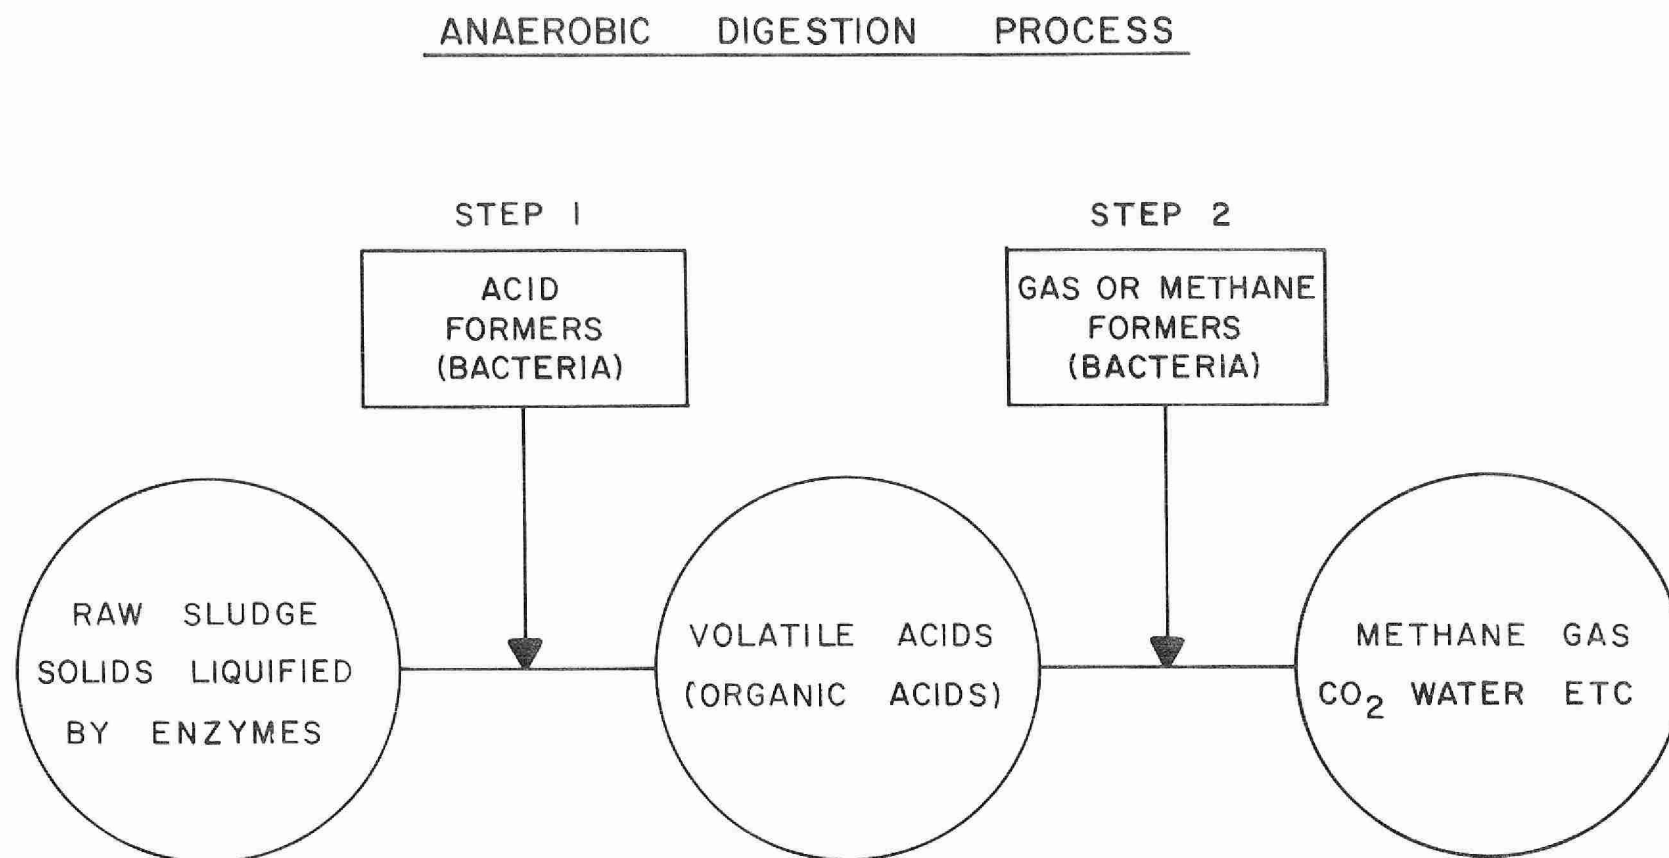 ANAEROBIC DIGESTION PROCESS
STEP 1
ACID
FORMERS
(BACTERIA)
STEP 2
GAS OR METHANE
FORMERS
(BACTERIA)
RAW SLUDGE
SOLIDS LIQUIFIED
BY ENZYMES
VOLATILE ACIDS
(ORGANIC ACIDS)
METHANE GAS
CO₂ WATER ETC